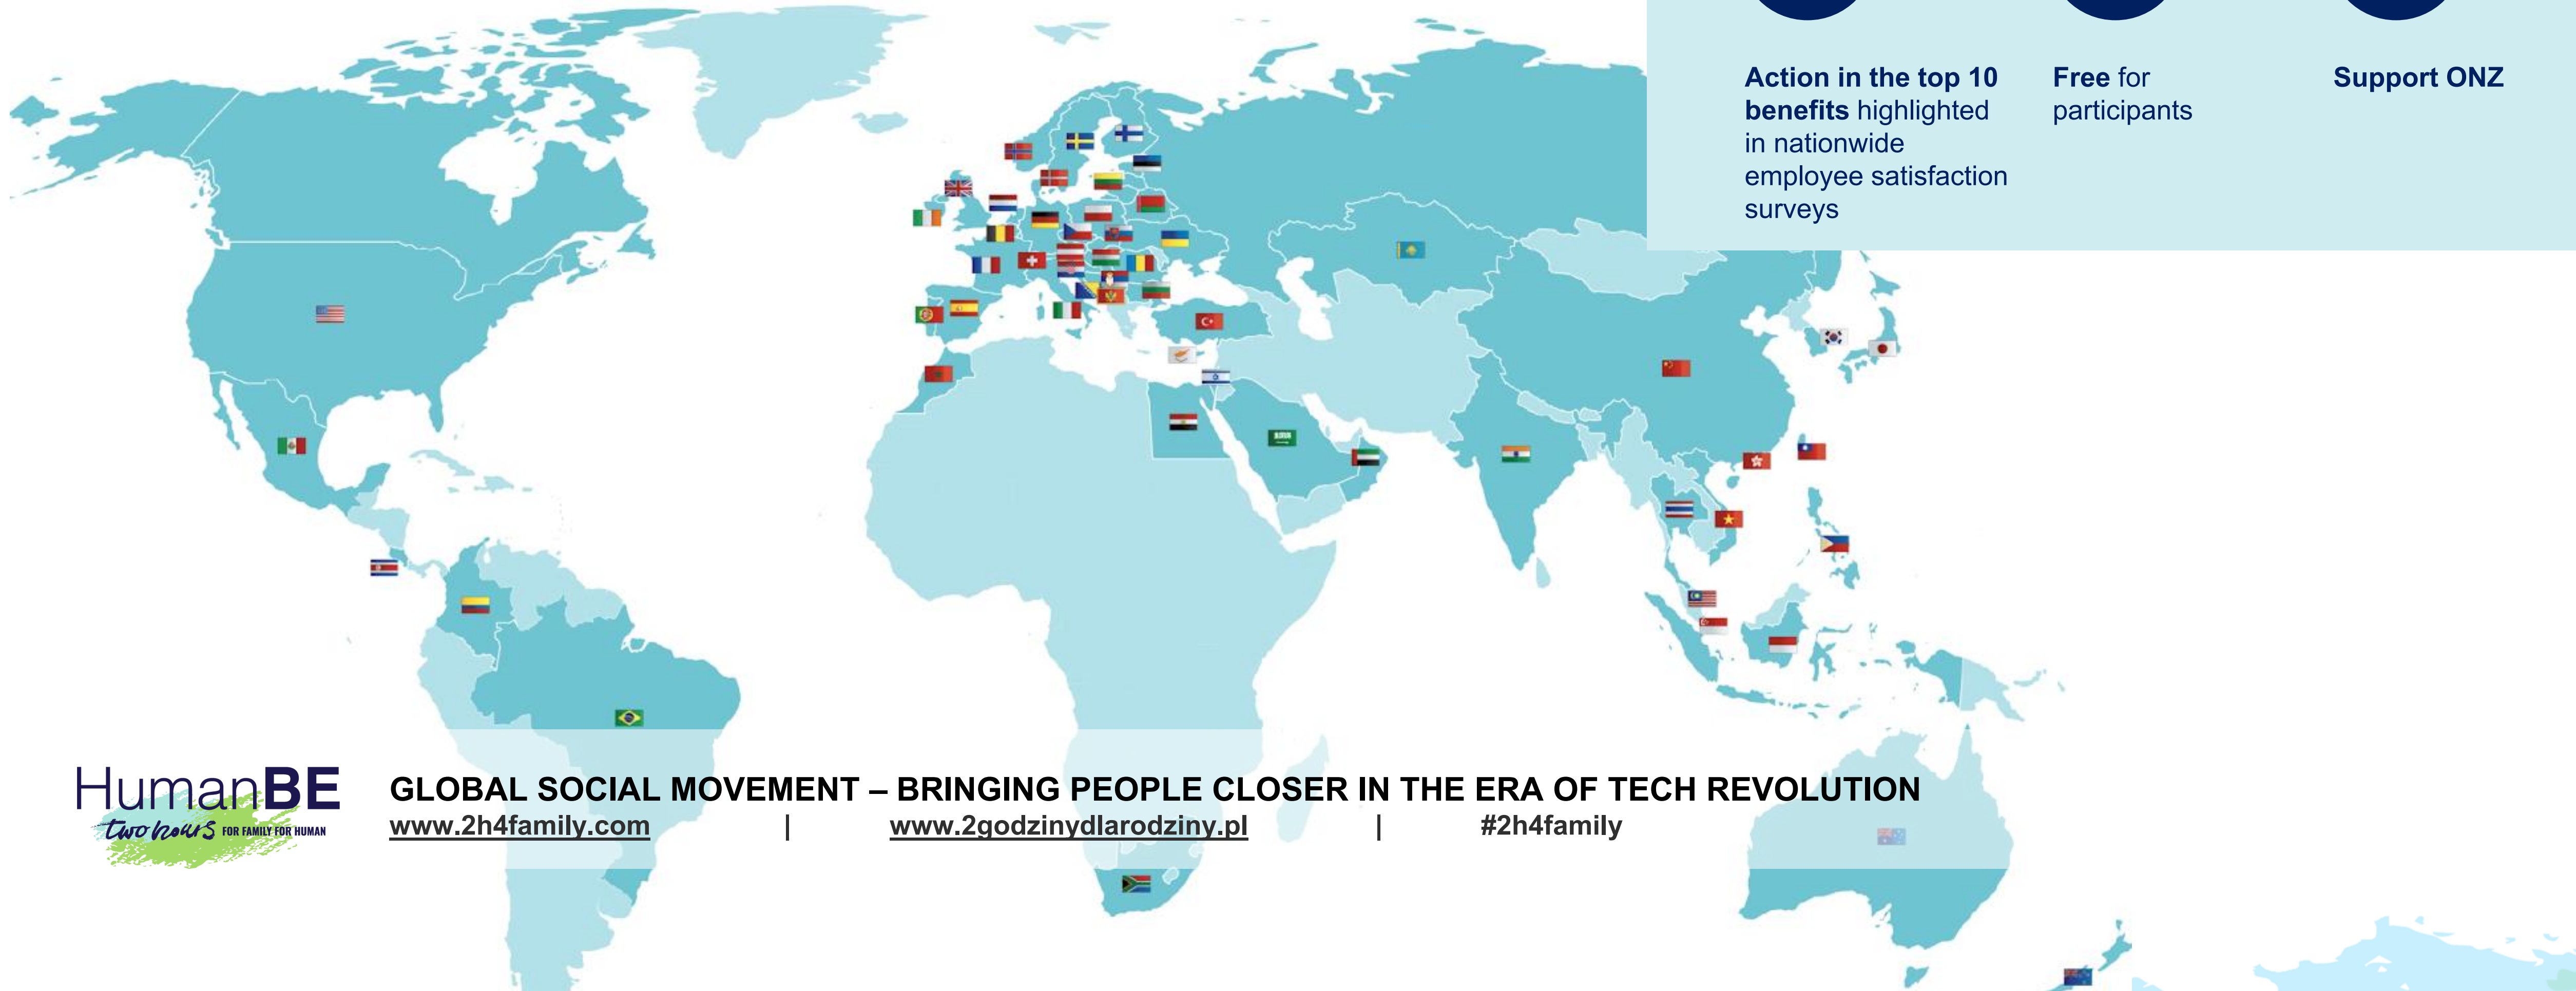 Action in the top 10
benefits highlighted
in nationwide
employee satisfaction
surveys
Free for
participants
Support ONZ
HumanBE
two hours FOR FAMILY FOR HUMAN
GLOBAL SOCIAL MOVEMENT – BRINGING PEOPLE CLOSER IN THE ERA OF TECH REVOLUTION
www.2h4family.com | www.2godzinydlarodziny.pl | #2h4family